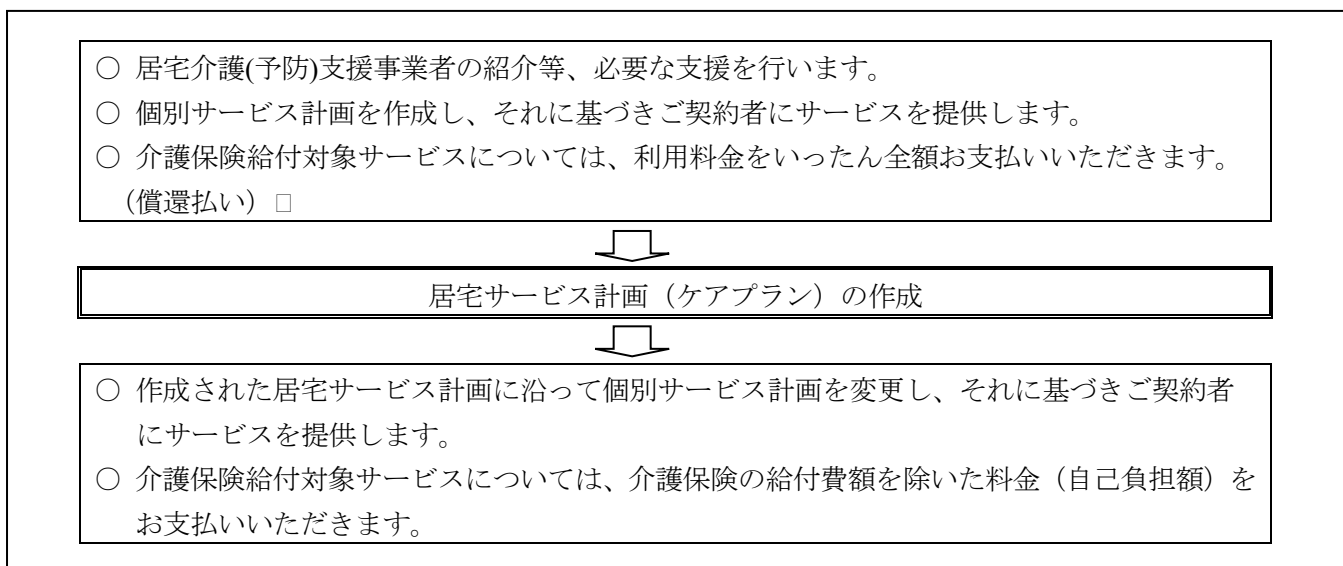 ○ 居宅介護(予防)支援事業者の紹介等、必要な支援を行います。
○ 個別サービス計画を作成し、それに基づきご契約者にサービスを提供します。
○ 介護保険給付対象サービスについては、利用料金をいったん全額お支払いいただきます。
（償還払い）□
居宅サービス計画（ケアプラン）の作成
○ 作成された居宅サービス計画に沿って個別サービス計画を変更し、それに基づきご契約者
にサービスを提供します。
○ 介護保険給付対象サービスについては、介護保険の給付費額を除いた料金（自己負担額）を
お支払いいただきます。